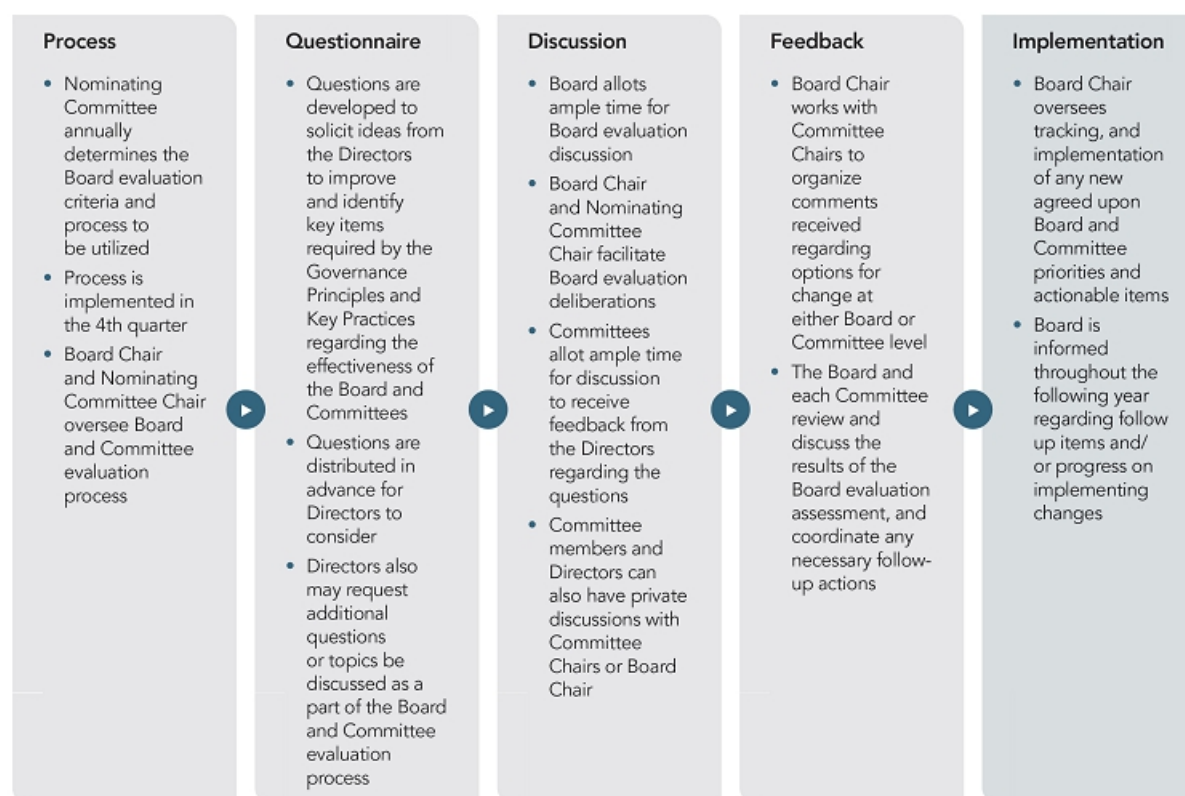 Process
• Nominating
Committee
annually
determines the
Board evaluation
criteria and
process to
be utilized
• Process is
implemented in
the 4th quarter
• Board Chair
and Nominating
Committee Chair
oversee Board
and Committee
evaluation
process
Questionnaire
• Questions are
developed to
solicit ideas from
the Directors
to improve
and identify
key items
required by the
Governance
Principles and
Key Practices
regarding the
effectiveness of
the Board and
Committees
• Questions are
distributed in
advance for
Directors to
consider
• Directors also
may request
additional
questions
or topics be
discussed as a
part of the Board
and Committee
evaluation
process
Discussion
• Board allots
ample time for
Board evaluation
discussion
• Board Chair
and Nominating
Committee
Chair facilitate
Board evaluation
deliberations
• Committees
allot ample time
for discussion
to receive
feedback from
the Directors
regarding the
questions
• Committee
members and
Directors can
also have private
discussions with
Committee
Chairs or Board
Chair
Feedback
• Board Chair
works with
Committee
Chairs to
organize
comments
received
regarding
options for
change at
either Board or
Committee level
• The Board and
each Committee
review and
discuss the
results of the
Board evaluation
assessment, and
coordinate any
necessary follow-
up actions
Implementation
• Board Chair
oversees
tracking, and
implementation
of any new
agreed upon
Board and
Committee
priorities and
actionable items
• Board is
informed
throughout the
following year
regarding follow
up items and/
or progress on
implementing
changes